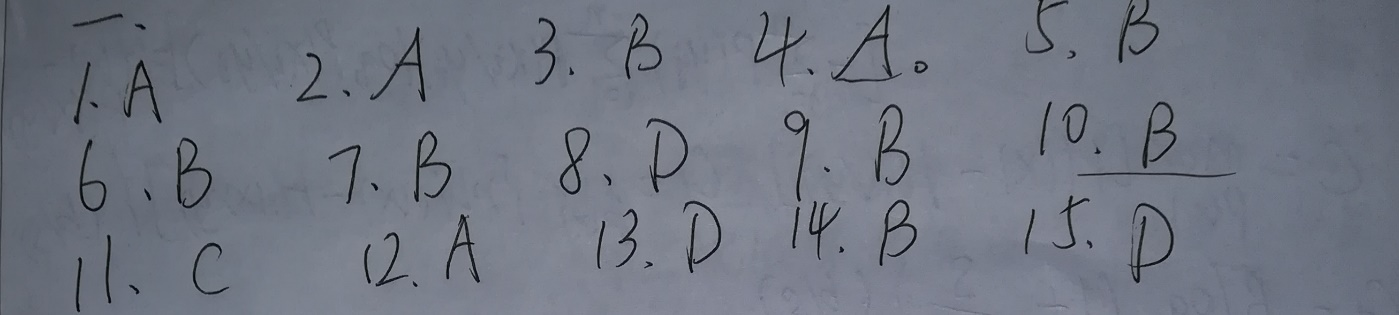 一.
1. A 2. A 3. B 4. A。 5. B
6、B 7. B 8、D 9. B 10. B
11、C 12. A 13. D 14. B 15. D